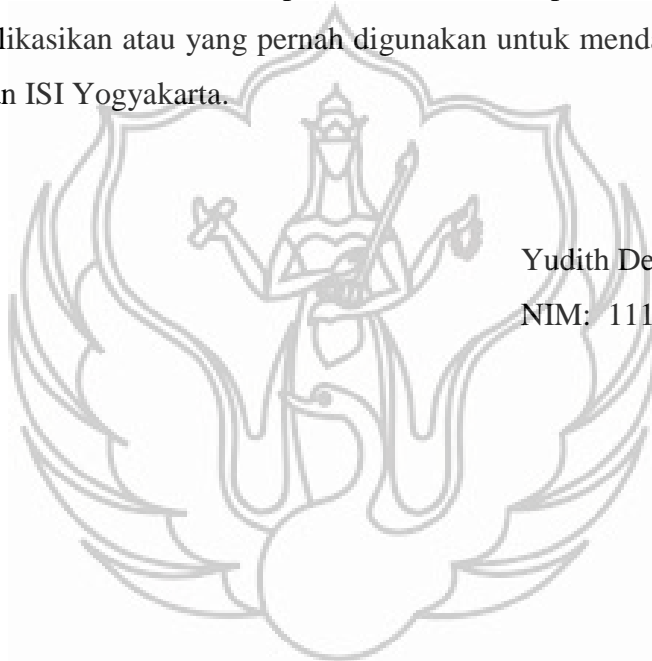 likasikan atau yang pernah digunakan untuk menda
n ISI Yogyakarta.
Yudith De
NIM: 111